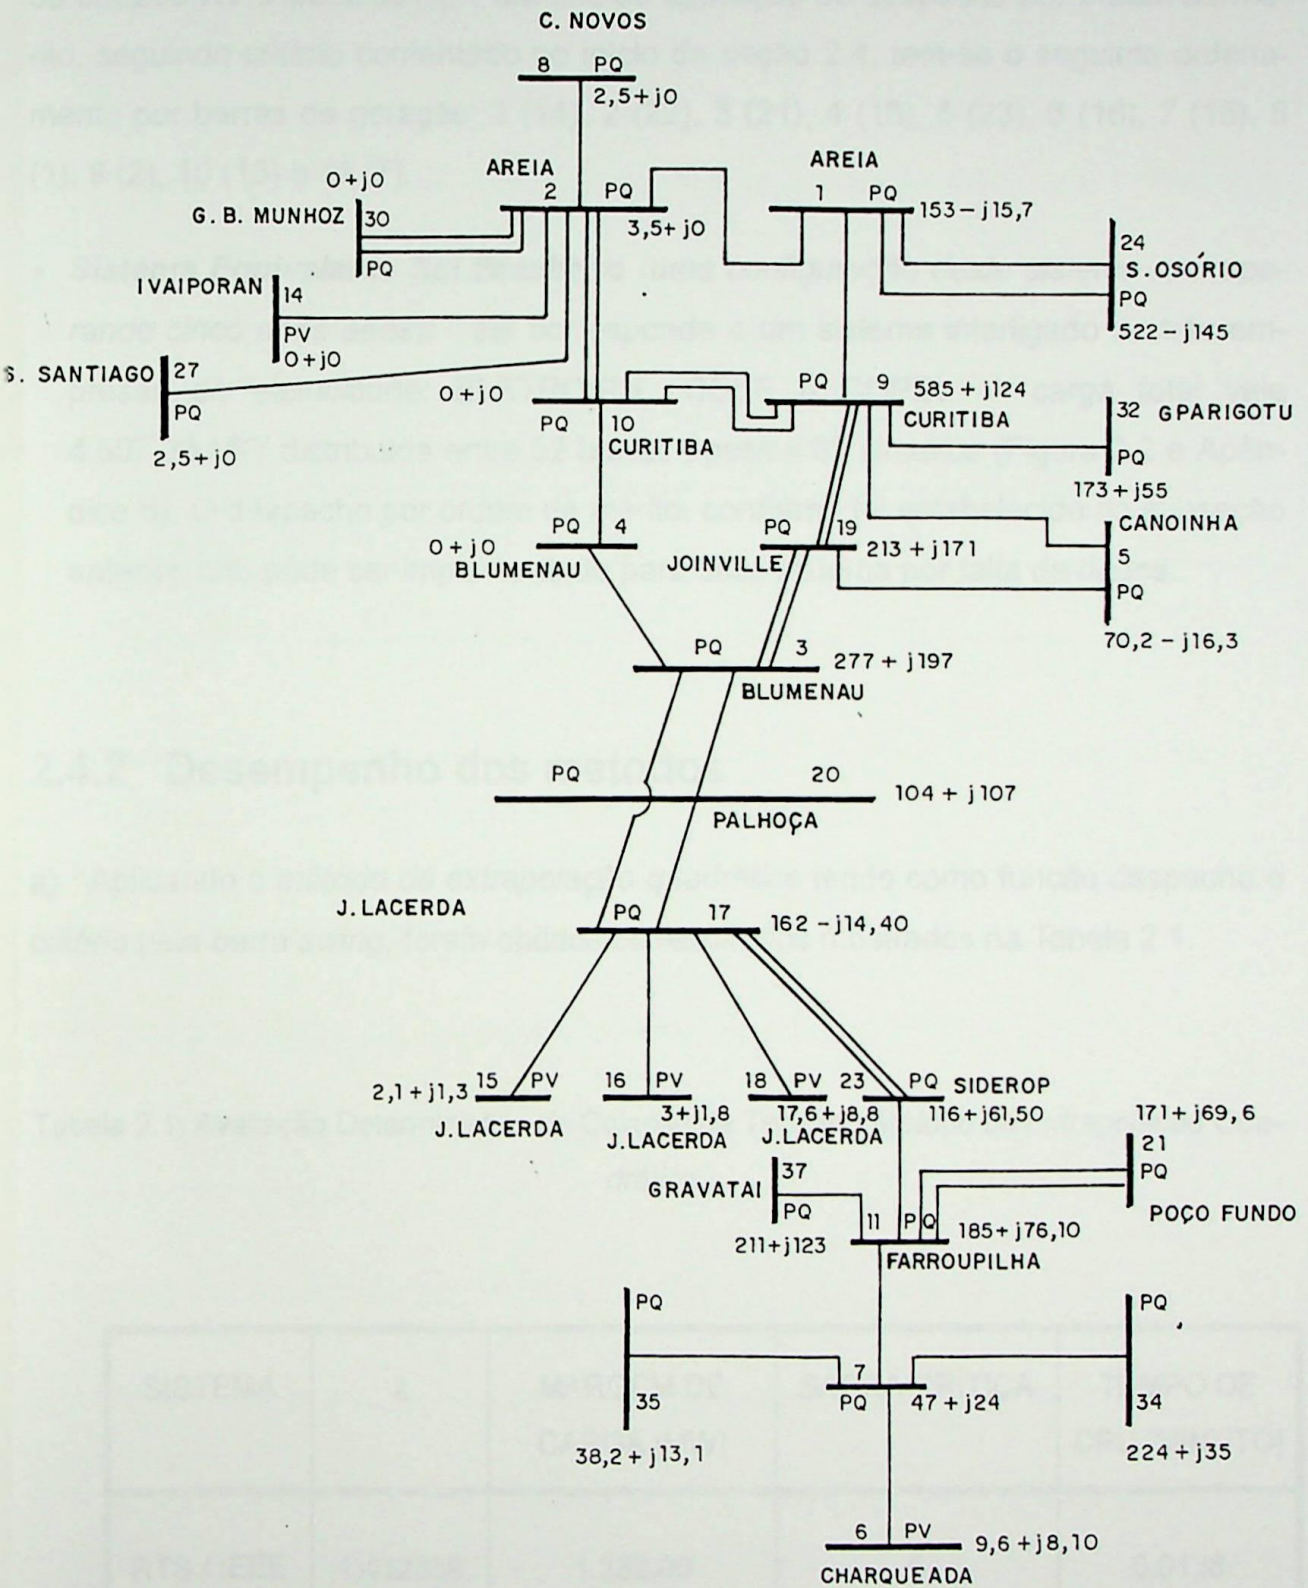 C. NOVOS
8 PQ
2,5+j0
AREIA
2 PQ
3,5+j0
AREIA
1 PQ
153-j15,7
0+j0
G. B. MUNHOZ
30
PQ
24
S. OSÓRIO
PQ
522-j145
IVAIPORAN
14
PV
0+j0
S. SANTIAGO
27
PQ
2,5+j0
0+j0
PQ 10
CURITIBA
PQ 9
585+j124
CURITIBA
32 GPARIGOTU
PQ
173+j55
PQ 4
0+j0
BLUMENAU
PQ 19
JOINVILLE
213+j171
CANOINHA
5
PQ
70,2-j16,3
PQ 3
277+j197
BLUMENAU
2.4.2 Desempenho dos métodos
PQ 20
104+j107
PALHOÇA
J. LACERDA
PQ 17
162-j14,40
15 PV
2,1+j1,3
J. LACERDA
16 PV
3+j1,8
J. LACERDA
18 PV
17,6+j8,8
J. LACERDA
23 PQ SIDEROP
116+j61,50
171+j69,6
21
PQ
POÇO FUNDO
37
GRAVATAI
PQ
211+j123
11 PQ
185+j76,10
FARROUPILHA
PQ
35
38,2+j13,1
7
PQ 47+j24
PQ
34
224+j35
6 PV
9,6+j8,10
CHARQUEADA